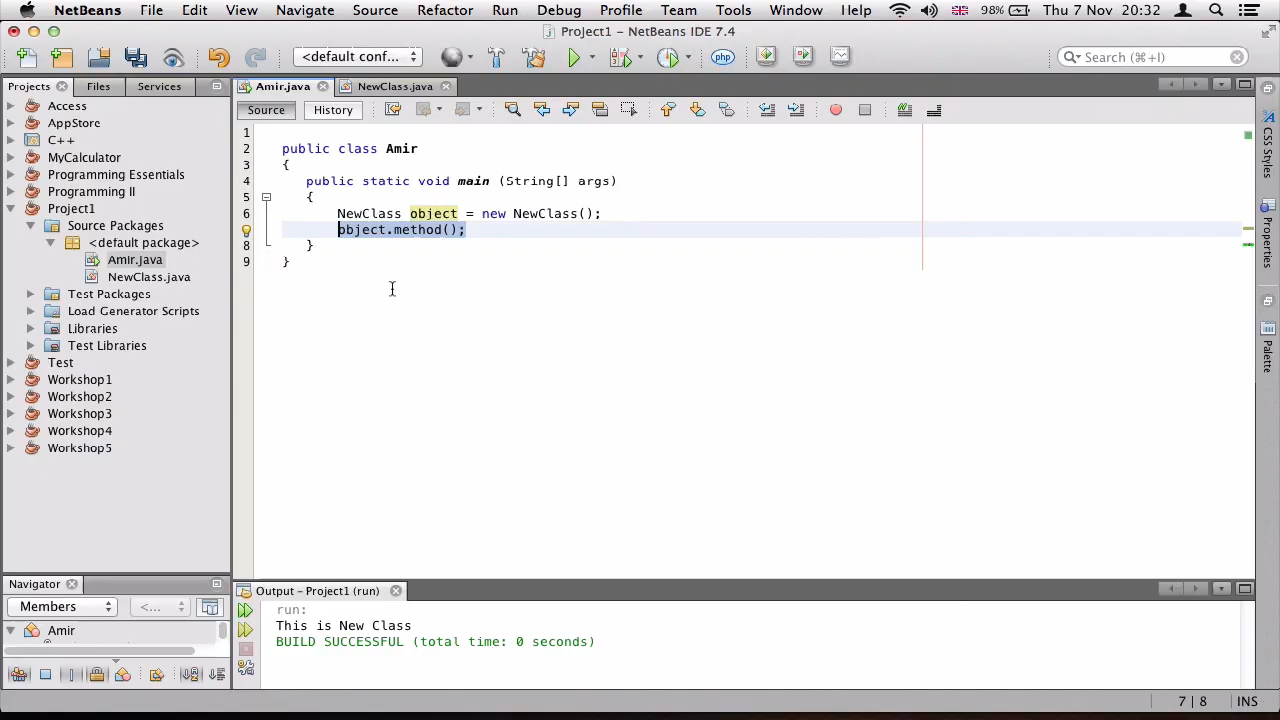 NetBeans File Edit View Navigate Source Refactor Run Debug Profile Team Tools Window Help 98% Thu 7 Nov 20:32
Project1 - NetBeans IDE 7.4
<default conf... php Search (⌘+I)
Projects Files Services
Access
AppStore
C++
MyCalculator
Programming Essentials
Programming II
Project1
Source Packages
<default package>
Amir.java
NewClass.java
Test Packages
Load Generator Scripts
Libraries
Test Libraries
Test
Workshop1
Workshop2
Workshop3
Workshop4
Workshop5
Navigator
Members <...
Amir
Amir.java NewClass.java
Source History
1
2 public class Amir
3 {
4 public static void main (String[] args)
5 {
6 NewClass object = new NewClass();
object.method();
8 }
9 }
CSS Styles
Properties
Palette
Output - Project1 (run)
run:
This is New Class
BUILD SUCCESSFUL (total time: 0 seconds)
7 | 8 INS